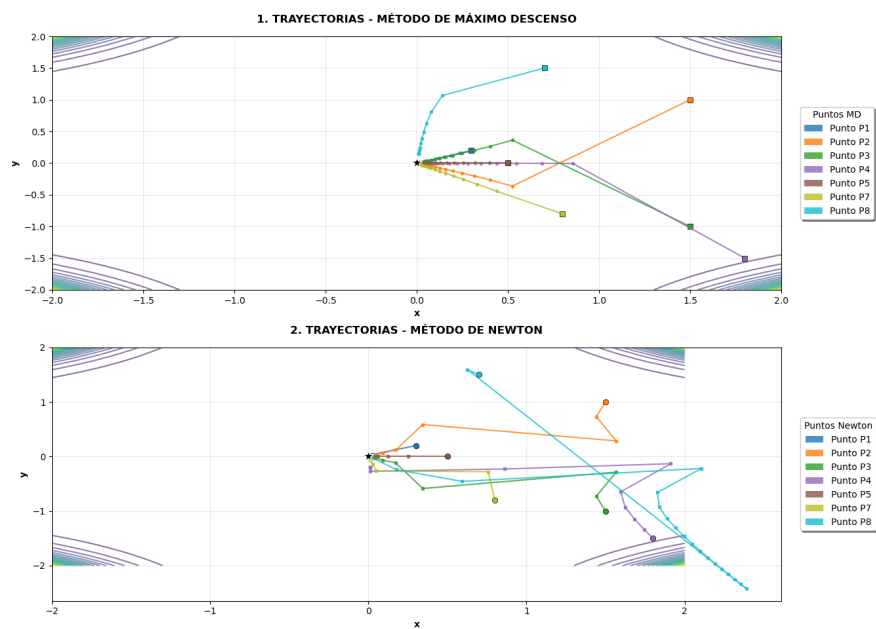 1. TRAYECTORIAS - MÉTODO DE MÁXIMO DESCENSO
2.0
1.5
1.0
0.5
0.0
−0.5
−1.0
−1.5
−2.0
y
−2.0 −1.5 −1.0 −0.5 0.0 0.5 1.0 1.5 2.0
x
Puntos MD
Punto P1
Punto P2
Punto P3
Punto P4
Punto P5
Punto P7
Punto P8
2. TRAYECTORIAS - MÉTODO DE NEWTON
2
1
0
−1
−2
y
−2 −1 0 1 2
x
Puntos Newton
Punto P1
Punto P2
Punto P3
Punto P4
Punto P5
Punto P7
Punto P8